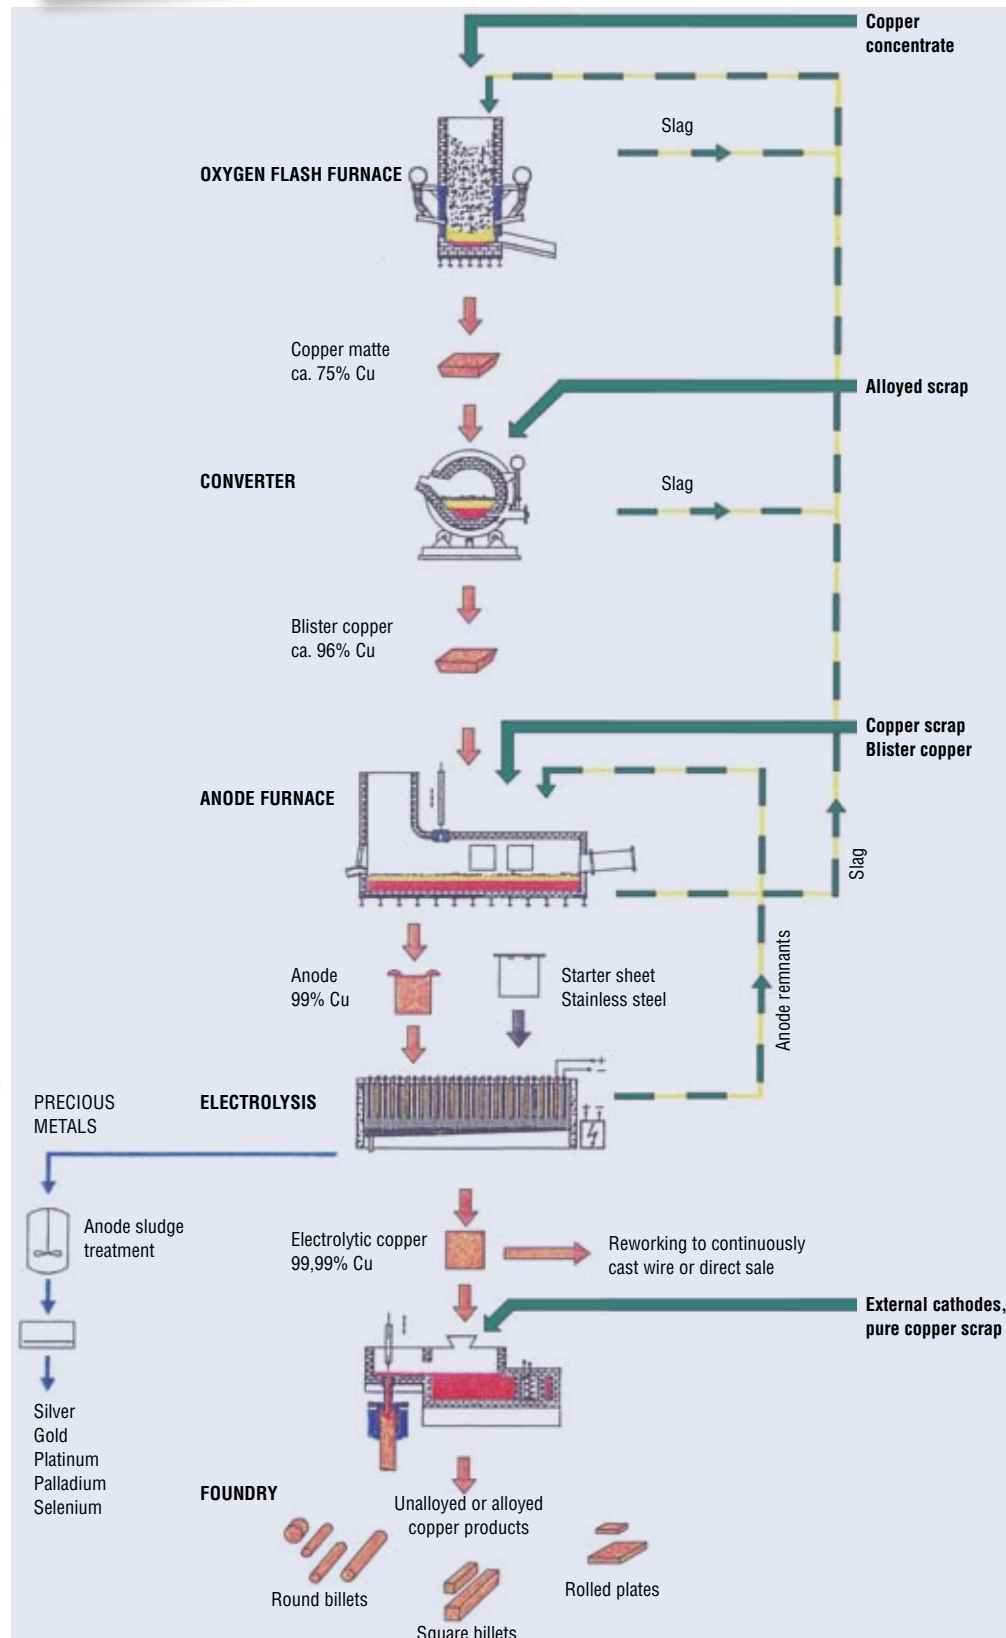 Copper
concentrate
Slag
OXYGEN FLASH FURNACE
Copper matte
ca. 75% Cu
Alloyed scrap
CONVERTER
Slag
Blister copper
ca. 96% Cu
Copper scrap
Blister copper
ANODE FURNACE
Slag
Anode
99% Cu
Starter sheet
Stainless steel
Anode remnants
PRECIOUS
METALS
ELECTROLYSIS
+
−
+ −
Anode sludge
treatment
Electrolytic copper
99,99% Cu
Reworking to continuously
cast wire or direct sale
External cathodes,
pure copper scrap
Silver
Gold
Platinum
Palladium
Selenium
FOUNDRY
Unalloyed or alloyed
copper products
Round billets
Rolled plates
Square billets